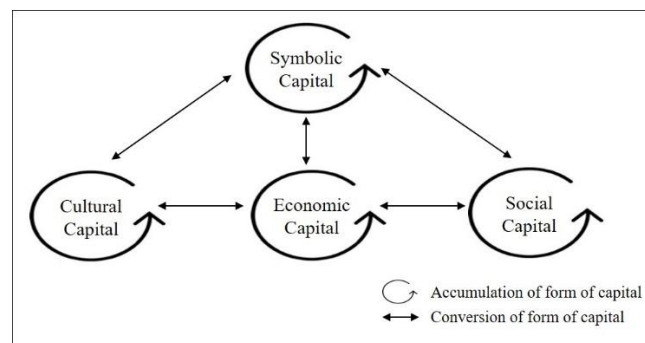 Symbolic
Capital
Cultural
Capital
Economic
Capital
Social
Capital
Accumulation of form of capital
Conversion of form of capital